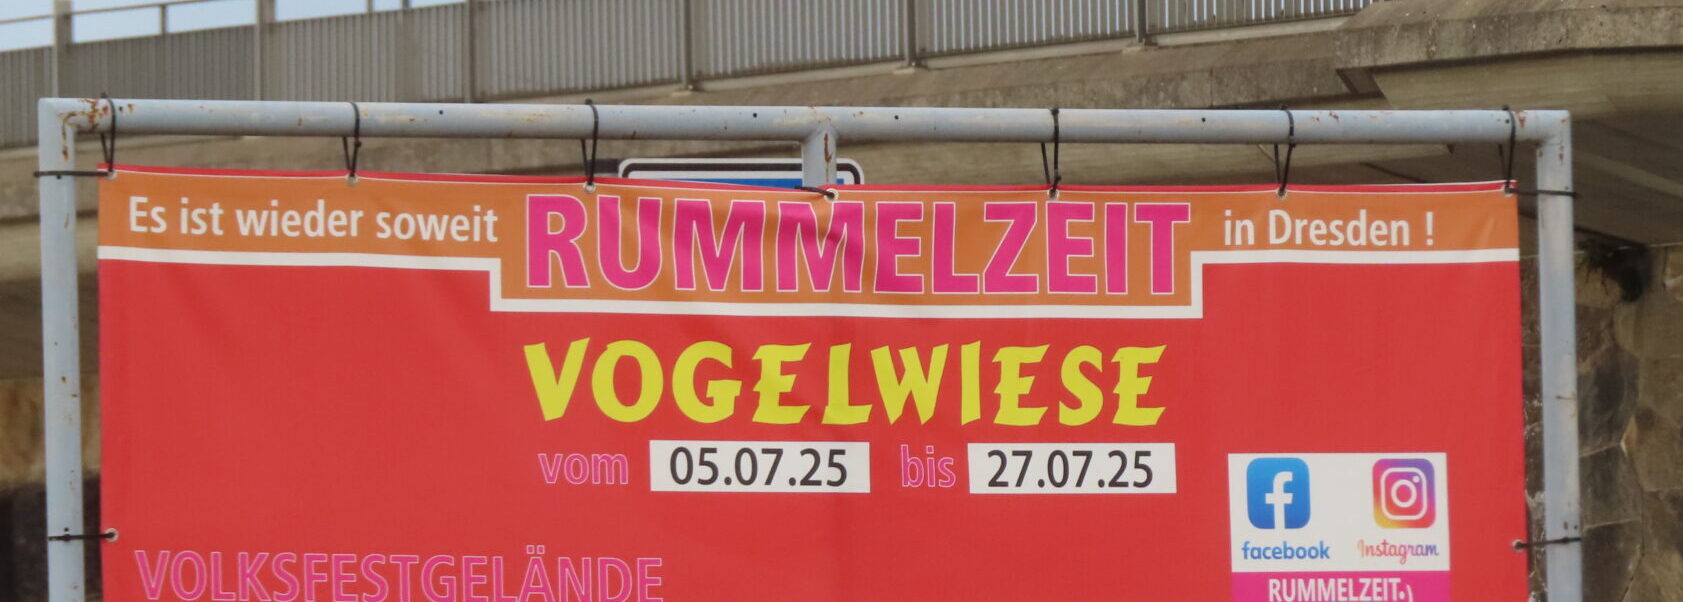 Es ist wieder soweit RUMMELZEIT in Dresden !
VOGELWIESE
vom 05.07.25 bis 27.07.25
facebook Instagram
VOLKSFESTGELÄNDE
RUMMELZEIT